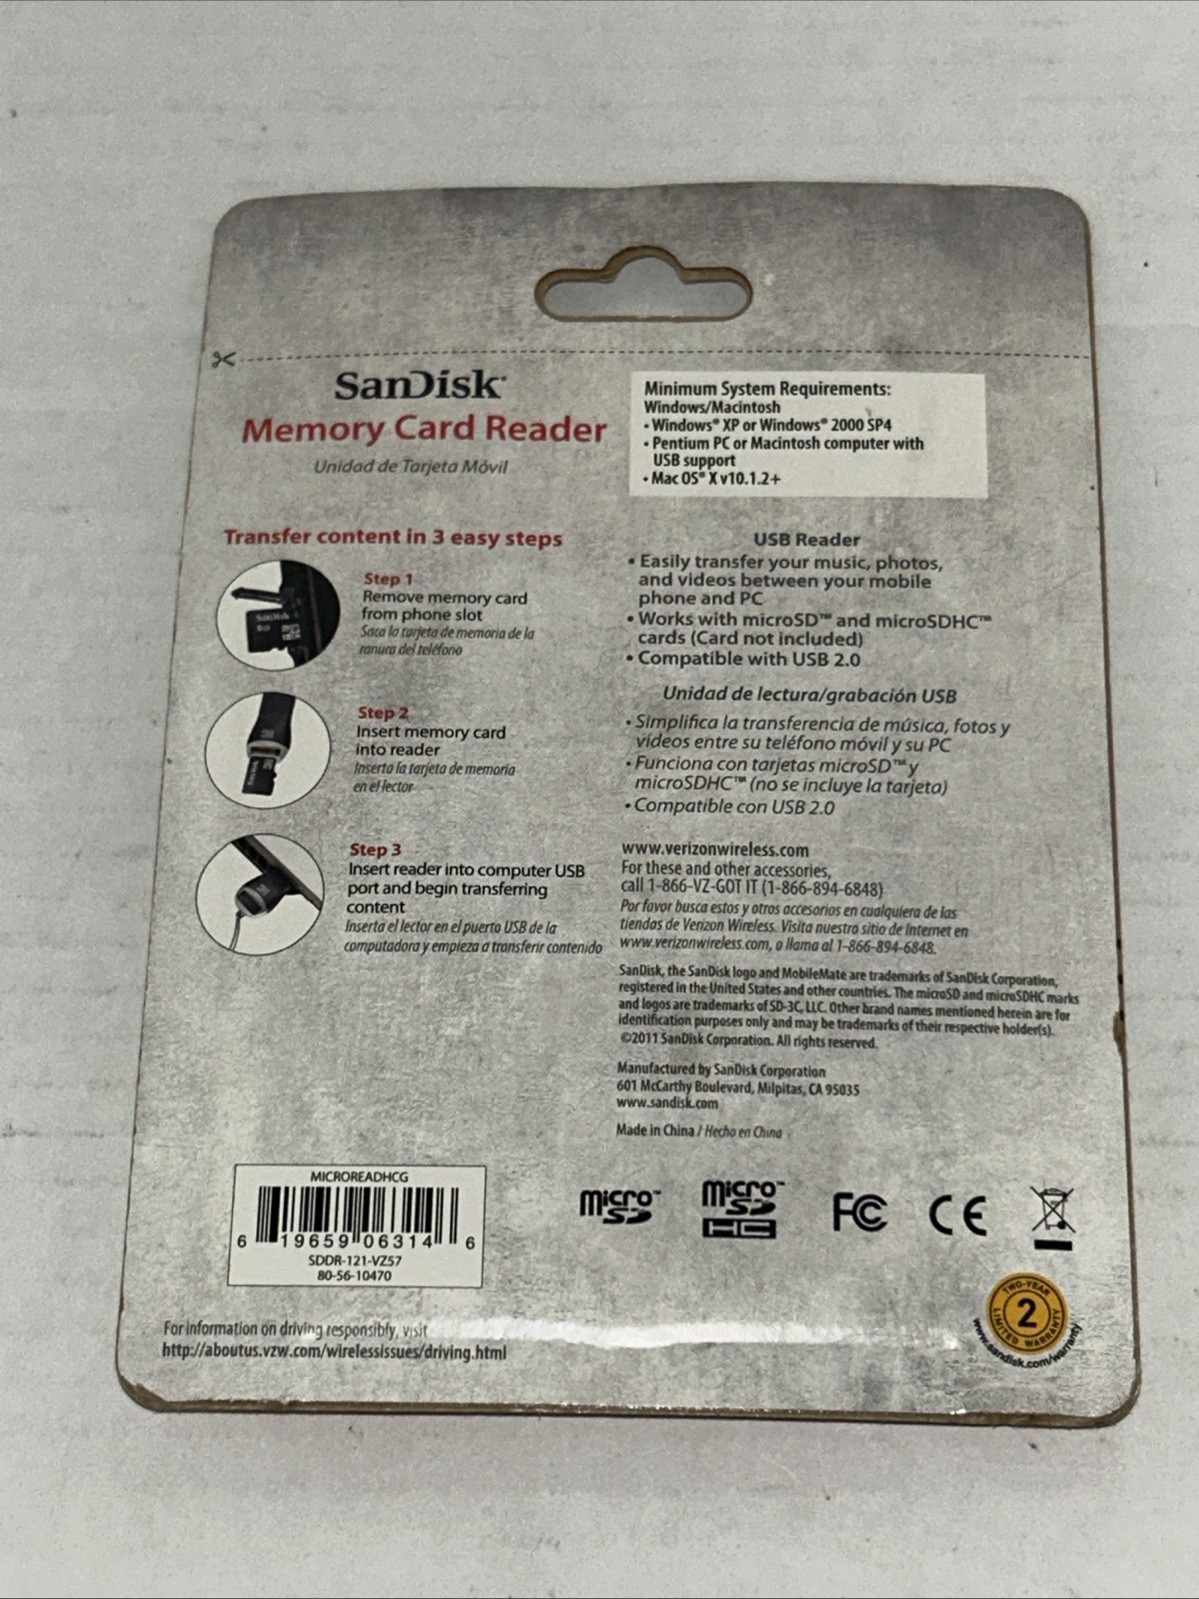 SanDisk
Memory Card Reader
Unidad de Tarjeta Móvil
Minimum System Requirements:
Windows/Macintosh
• Windows® XP or Windows® 2000 SP4
• Pentium PC or Macintosh computer with
USB support
• Mac OS® X v10.1.2+
Transfer content in 3 easy steps
Step 1
Remove memory card
from phone slot
Saca la tarjeta de memoria de la
ranura del teléfono
Step 2
Insert memory card
into reader
Inserta la tarjeta de memoria
en el lector
Step 3
Insert reader into computer USB
port and begin transferring
content
Inserta el lector en el puerto USB de la
computadora y empieza a transferir contenido
USB Reader
• Easily transfer your music, photos,
and videos between your mobile
phone and PC
• Works with microSD™ and microSDHC™
cards (Card not included)
• Compatible with USB 2.0
Unidad de lectura/grabación USB
• Simplifica la transferencia de música, fotos y
vídeos entre su teléfono móvil y su PC
• Funciona con tarjetas microSD™ y
microSDHC™ (no se incluye la tarjeta)
• Compatible con USB 2.0
www.verizonwireless.com
For these and other accessories,
call 1-866-VZ-GOT IT (1-866-894-6848)
Por favor busca estos y otros accesorios en cualquiera de las
tiendas de Verizon Wireless. Visita nuestro sitio de Internet en
www.verizonwireless.com, o llama al 1-866-894-6848.
SanDisk, the SanDisk logo and MobileMate are trademarks of SanDisk Corporation,
registered in the United States and other countries. The microSD and microSDHC marks
and logos are trademarks of SD-3C, LLC. Other brand names mentioned herein are for
identification purposes only and may be trademarks of their respective holder(s).
©2011 SanDisk Corporation. All rights reserved.
Manufactured by SanDisk Corporation
601 McCarthy Boulevard, Milpitas, CA 95035
www.sandisk.com
Made in China / Hecho en China
MICROREADHCG
6 19659 06314 6
SDDR-121-VZ57
80-56-10470
micro™ SD
micro™ SD HC
FC
CE
TWO-YEAR
2
LIMITED WARRANTY
www.sandisk.com/warranty
For information on driving responsibly, visit
http://aboutus.vzw.com/wirelessissues/driving.html